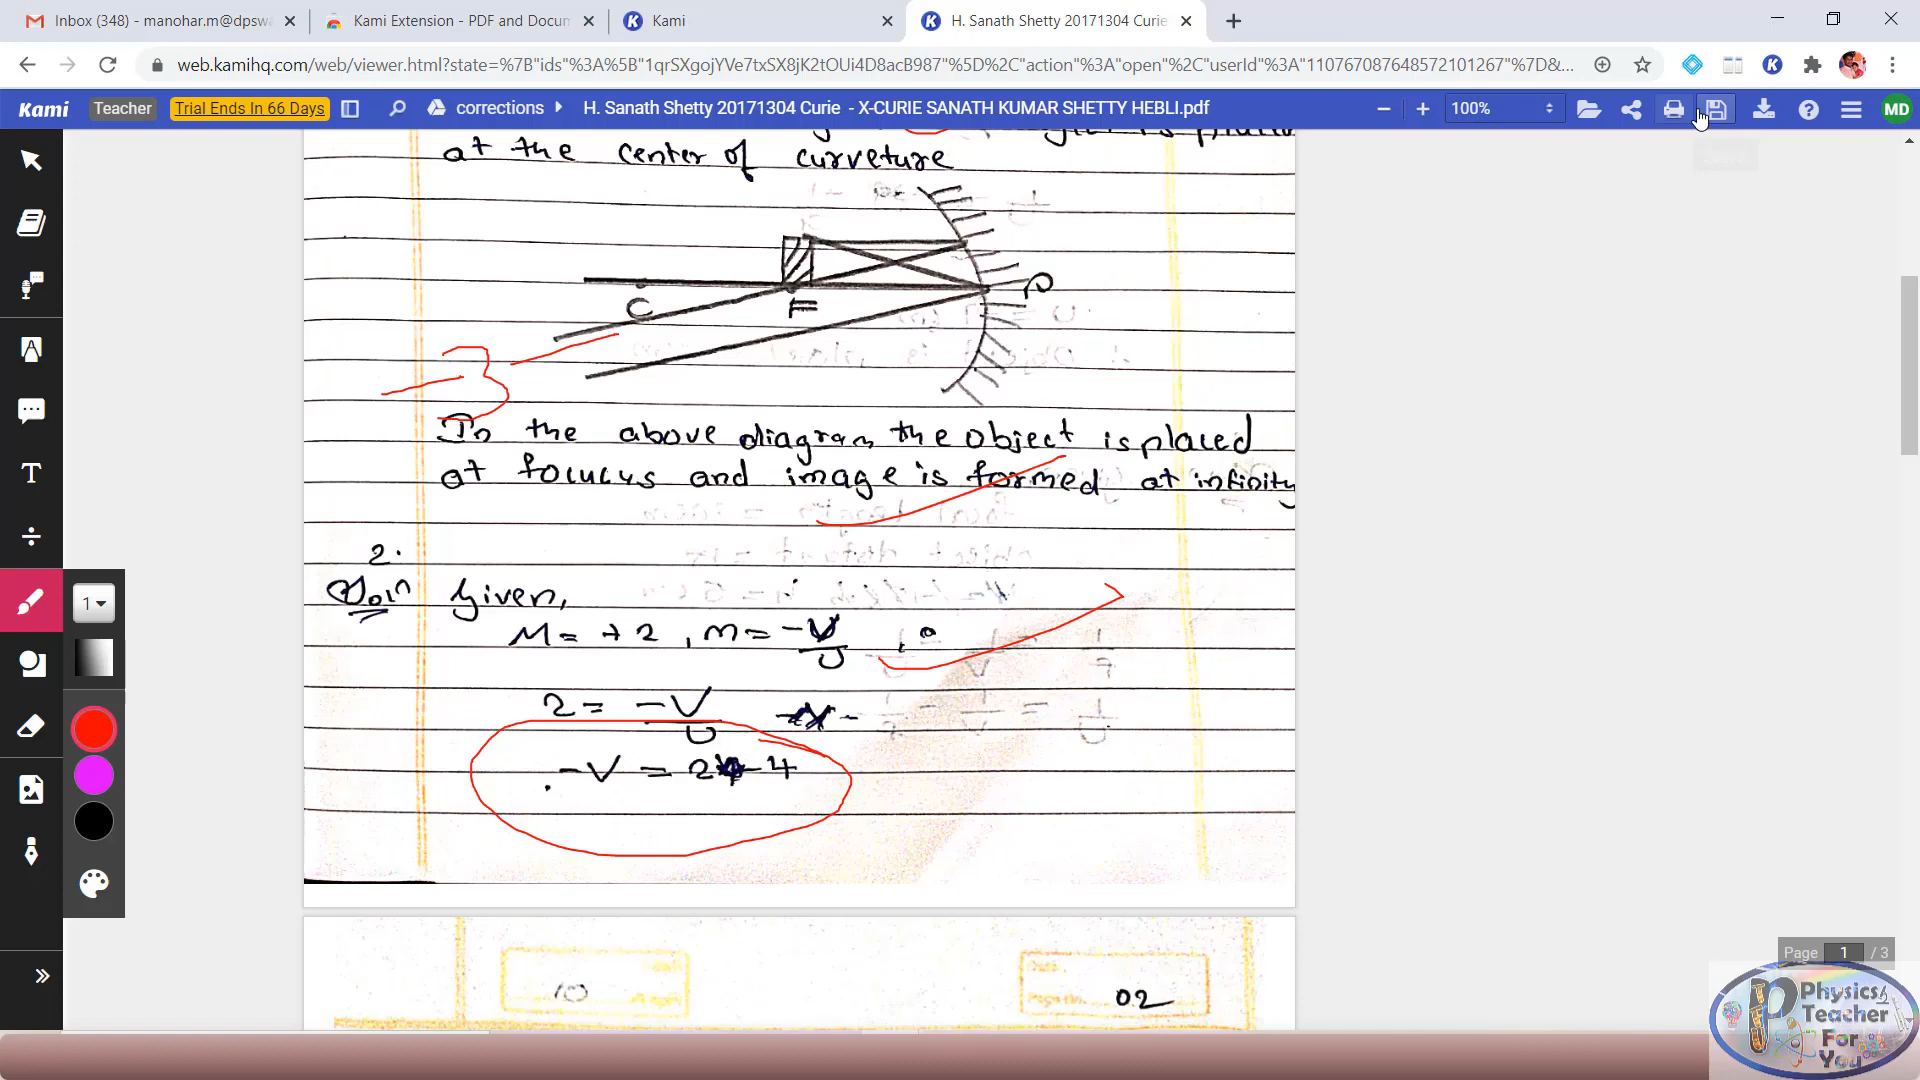 Inbox (348) - manohar.m@dpswa
Kami Extension - PDF and Docum
Kami
H. Sanath Shetty 20171304 Curie
web.kamihq.com/web/viewer.html?state=%7B"ids"%3A%5B"1qrSXgojYVe7txSX8jK2tOUi4D8acB987"%5D%2C"action"%3A"open"%2C"userId"%3A"110767087648572101267"%7D&...
Kami
Teacher
Trial Ends In 66 Days
corrections
H. Sanath Shetty 20171304 Curie - X-CURIE SANATH KUMAR SHETTY HEBLI.pdf
100%
MD
at the center of curveture
C
F
P
3
In the above diagram the object is placed
at focucus and image is formed at infinity
2.
Soln Given,
M = +2, m = -V/U
2 = -V/U
-V = 2 - 4
1
T
10
02
Page 1 / 3
Physics
Teacher
For
You